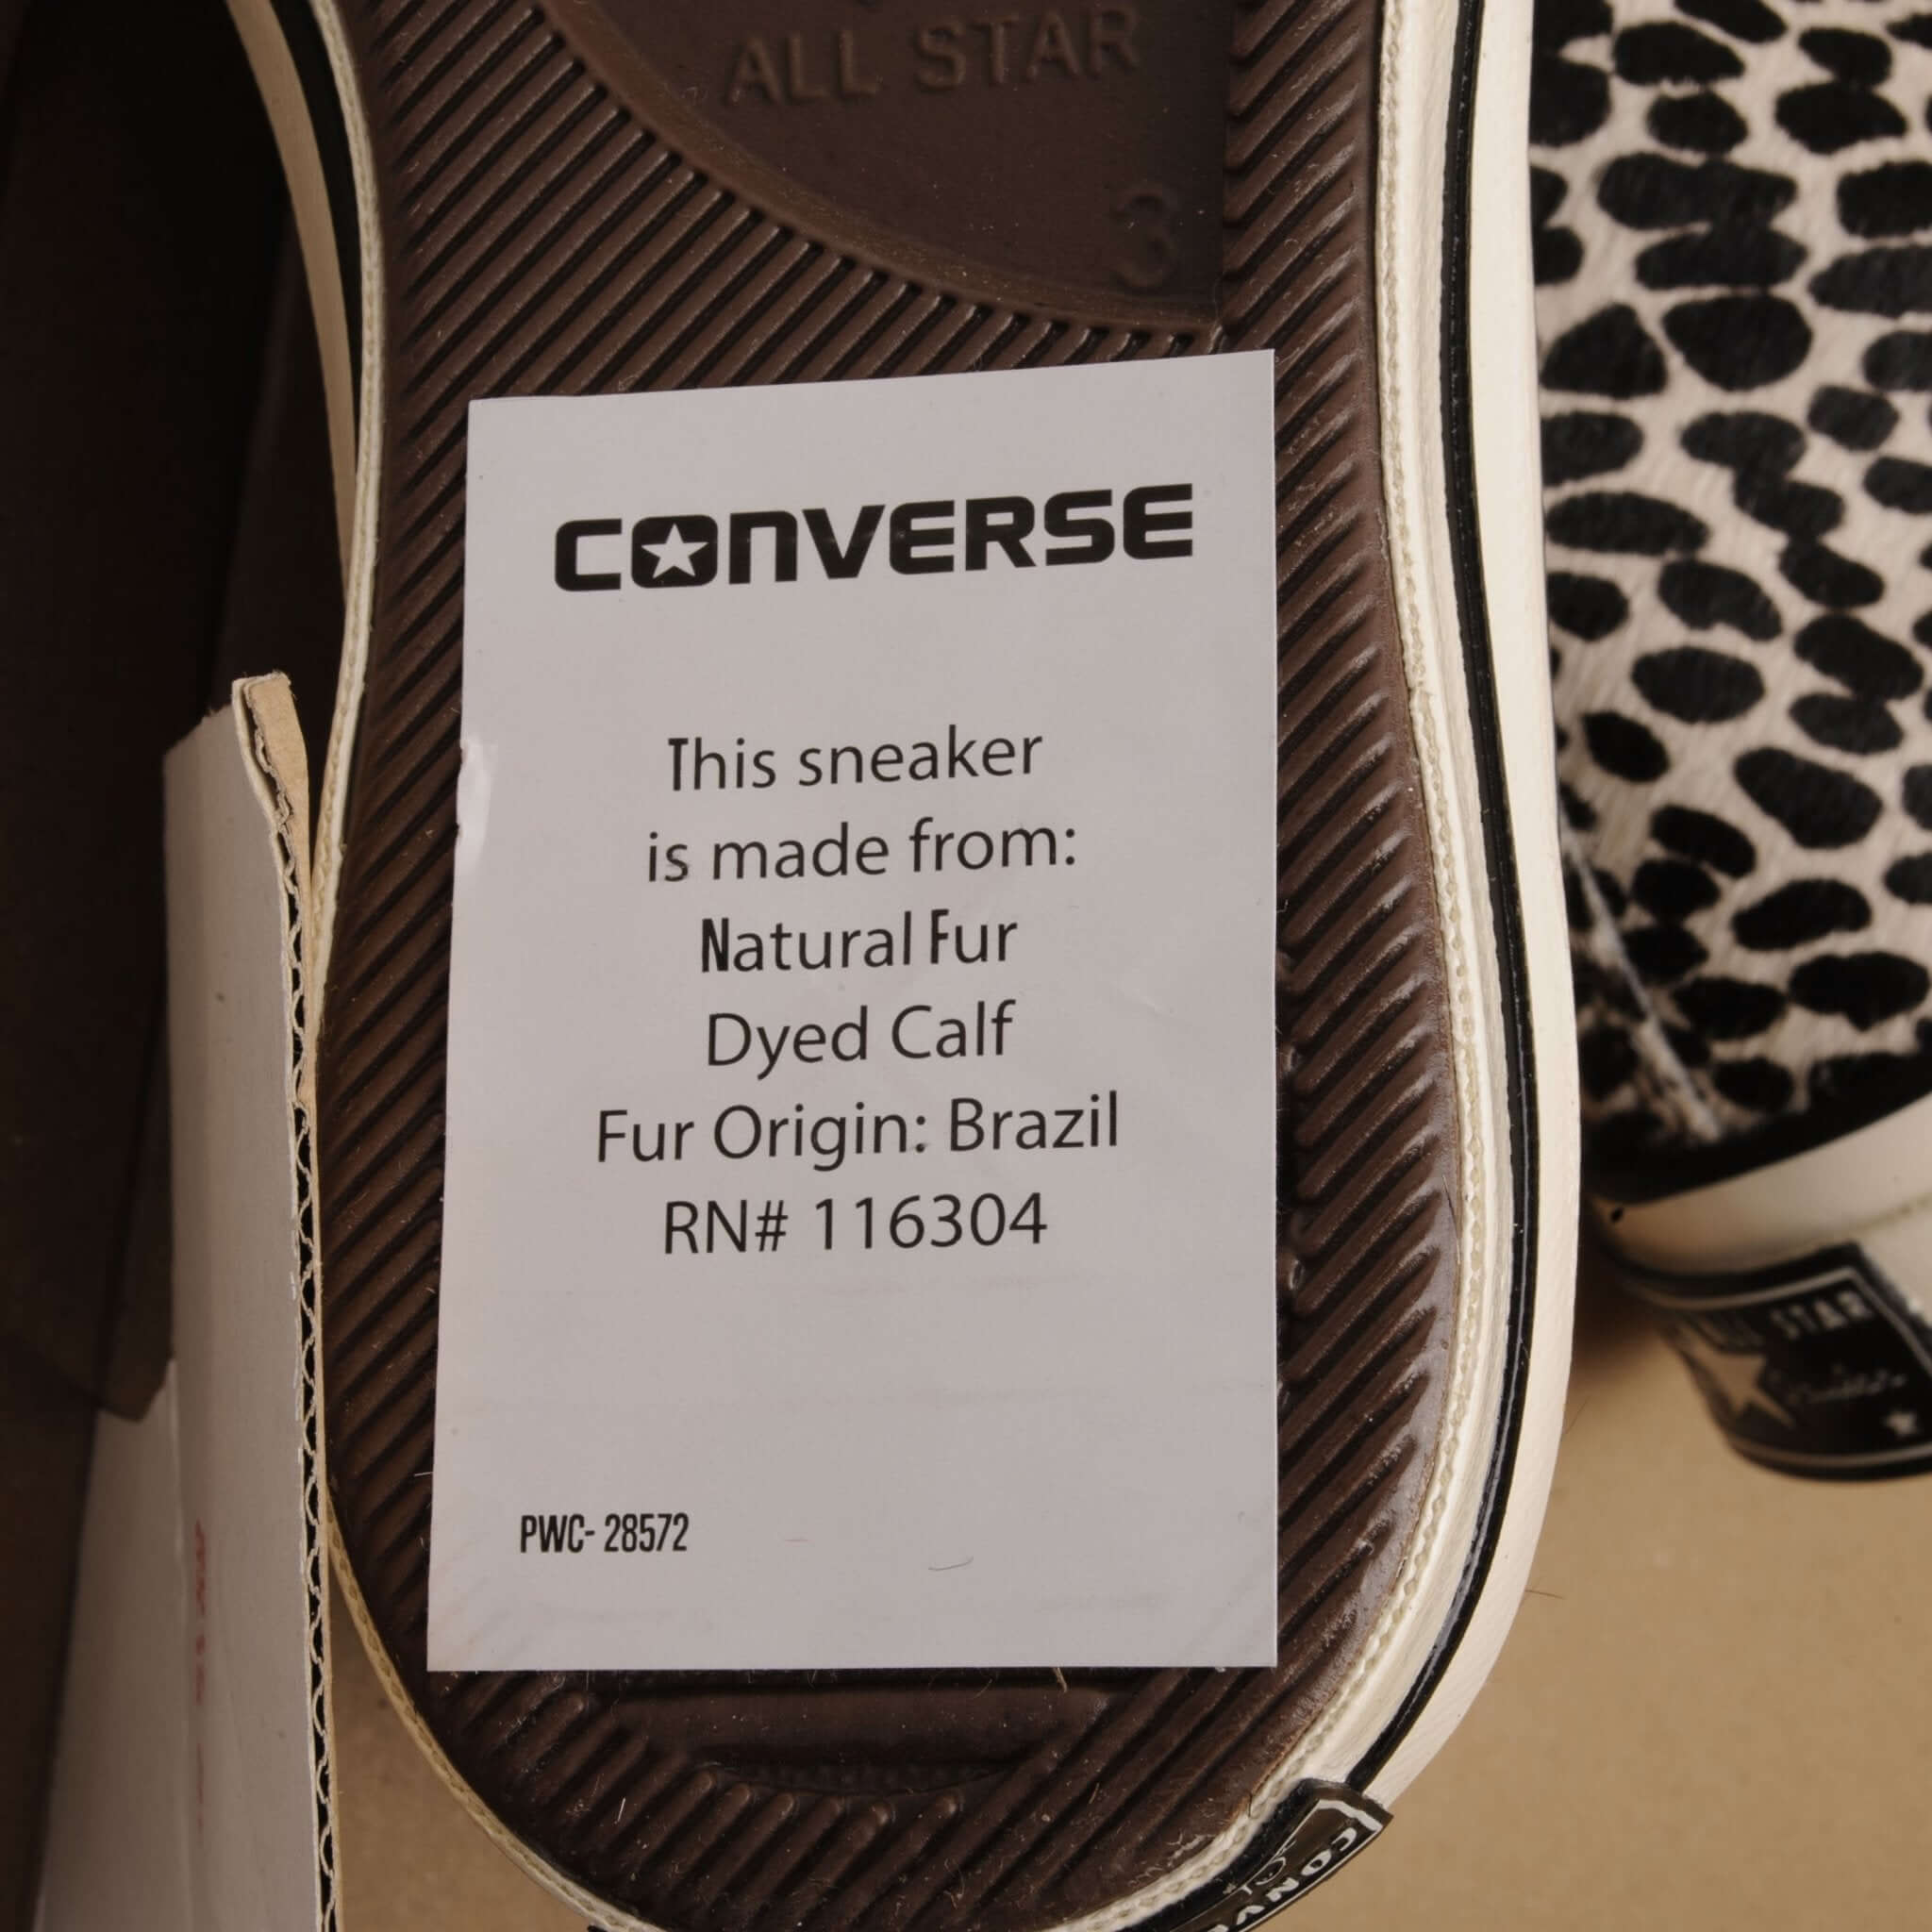 ALL STAR
3
CONVERSE
This sneaker
is made from:
Natural Fur
Dyed Calf
Fur Origin: Brazil
RN# 116304
PWC- 28572
ALL STAR
CONVE